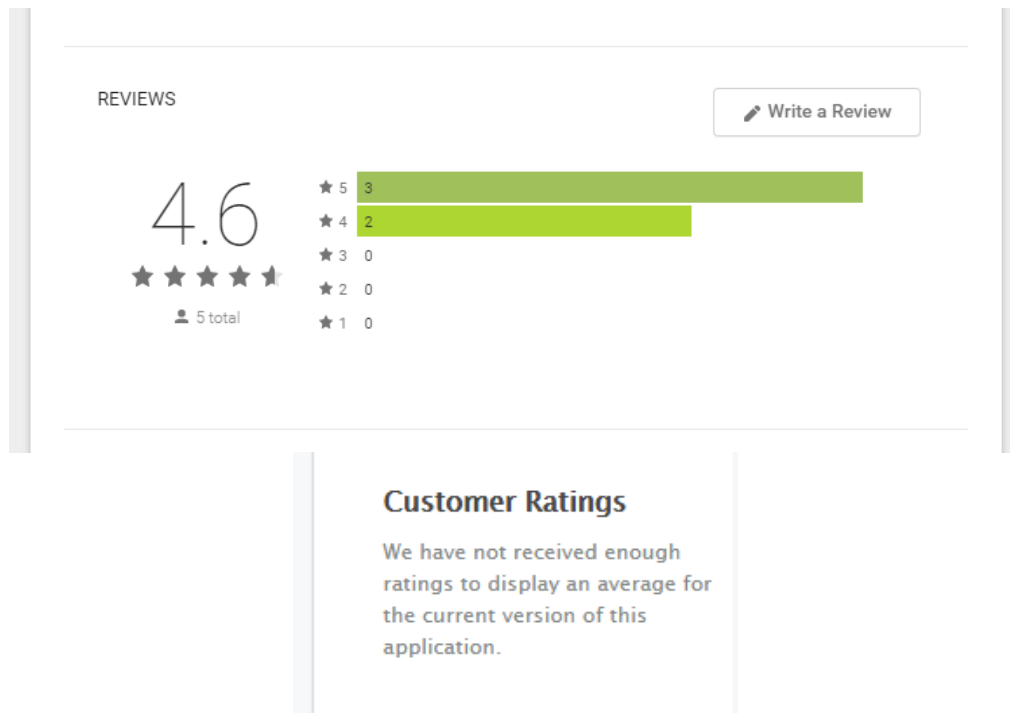 REVIEWS
Write a Review
4.6
5 total
5 3
4 2
3 0
2 0
1 0
Customer Ratings
We have not received enough
ratings to display an average for
the current version of this
application.